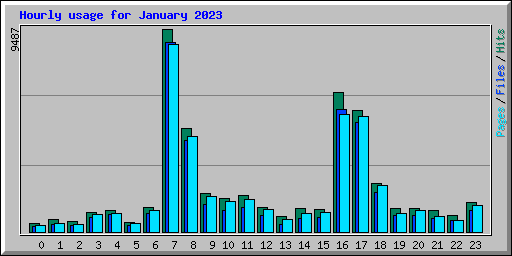 Hourly usage for January 2023
9487
Pages/Files/Hits
0 1 2 3 4 5 6 7 8 9 10 11 12 13 14 15 16 17 18 19 20 21 22 23